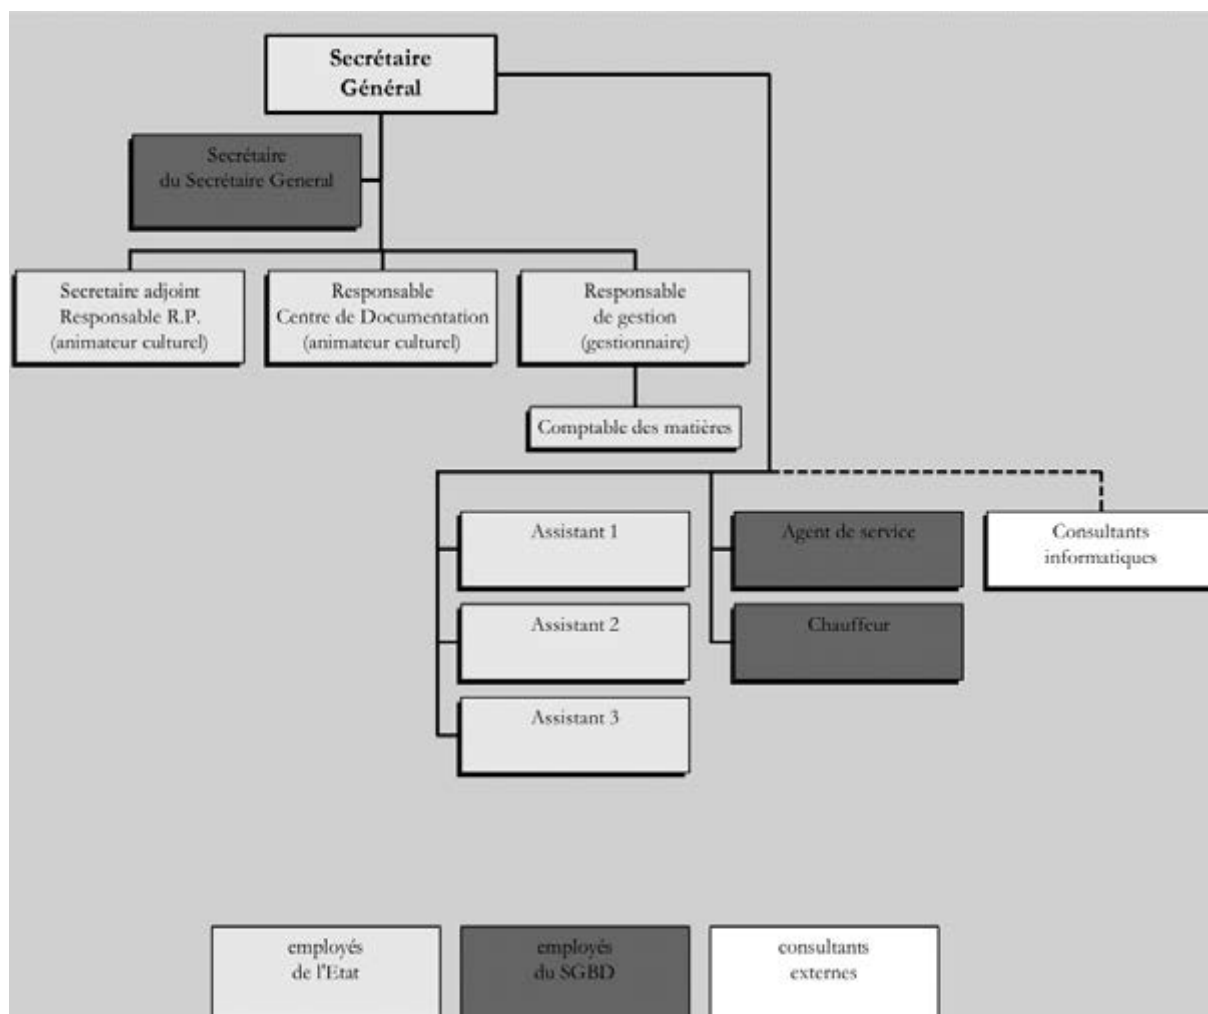 Secrétaire
Général
Secrétaire
du Secrétaire General
Secretaire adjoint
Responsable R.P.
(animateur culturel)
Responsable
Centre de Documentation
(animateur culturel)
Responsable
de gestion
(gestionnaire)
Comptable des matières
Assistant 1
Agent de service
Consultants
informatiques
Assistant 2
Chauffeur
Assistant 3
employés
de l'Etat
employés
du SGBD
consultants
externes